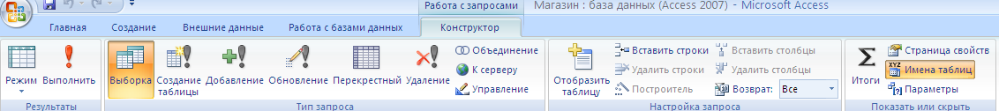 Работа с запросами
Магазин : база данных (Access 2007) - Microsoft Access
Главная Создание Внешние данные Работа с базами данных Конструктор
Режим Выполнить
Результаты
Выборка Создание таблицы Добавление Обновление Перекрестный Удаление
Объединение
К серверу
Управление
Тип запроса
Отобразить таблицу
Вставить строки
Удалить строки
Построитель
Вставить столбцы
Удалить столбцы
Возврат: Все
Настройка запроса
Итоги
Страница свойств
XYZ Имена таблиц
Параметры
Показать или скрыть